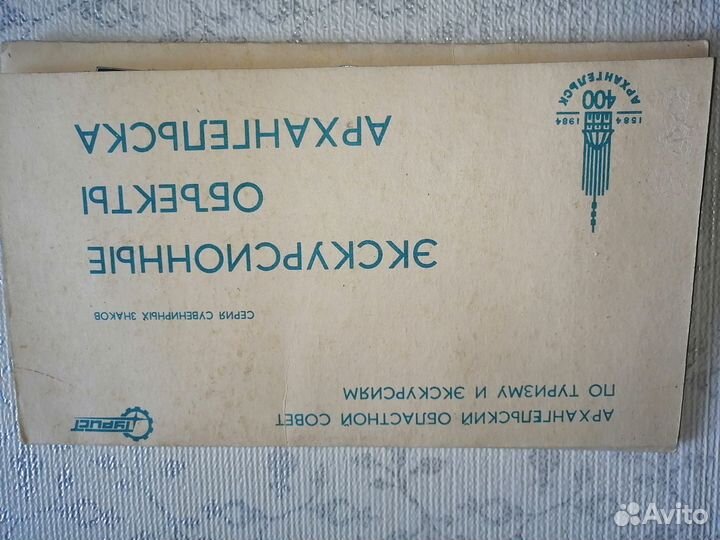 АРХАНГЕЛЬСКИЙ ОБЛАСТНОЙ СОВЕТ
ПО ТУРИЗМУ И ЭКСКУРСИЯМ
ТУРИСТ
СЕРИЯ СУВЕНИРНЫХ ЗНАКОВ
ЭКСКУРСИОННЫЕ
ОБЪЕКТЫ
АРХАНГЕЛЬСКА
1584 1984
400
АРХАНГЕЛЬСК
Avito